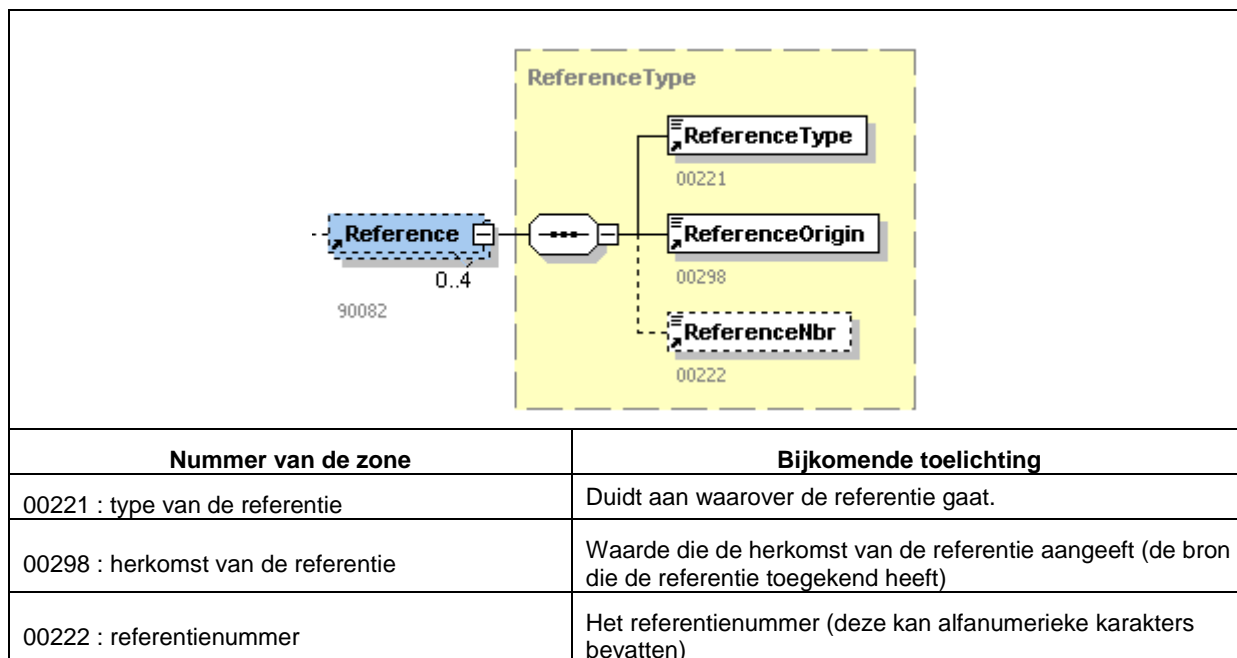 ReferenceType
ReferenceType
00221
Reference
0..4
90082
ReferenceOrigin
00298
ReferenceNbr
00222
Nummer van de zone
Bijkomende toelichting
00221 : type van de referentie
Duidt aan waarover de referentie gaat.
00298 : herkomst van de referentie
Waarde die de herkomst van de referentie aangeeft (de bron
die de referentie toegekend heeft)
00222 : referentienummer
Het referentienummer (deze kan alfanumerieke karakters
bevatten)